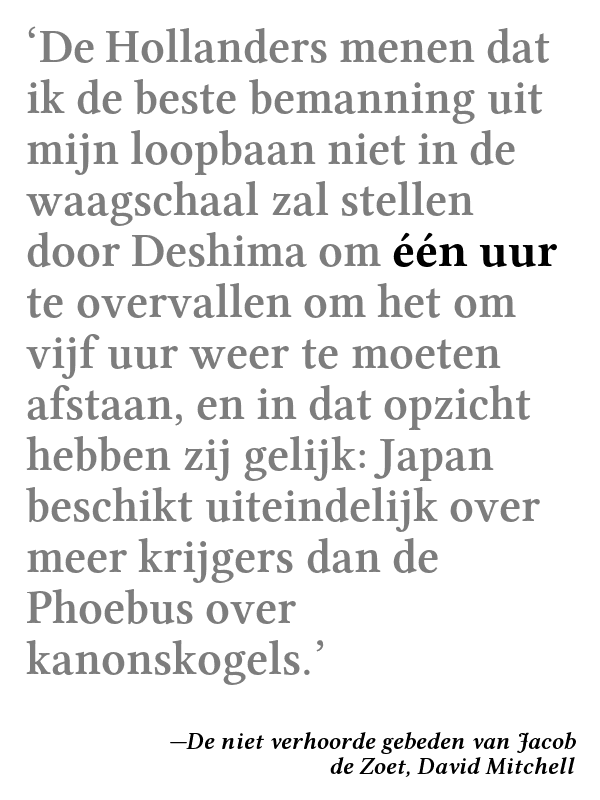 ‘De Hollanders menen dat
ik de beste bemanning uit
mijn loopbaan niet in de
waagschaal zal stellen
door Deshima om één uur
te overvallen om het om
vijf uur weer te moeten
afstaan, en in dat opzicht
hebben zij gelijk: Japan
beschikt uiteindelijk over
meer krijgers dan de
Phoebus over
kanonskogels.’
—De niet verhoorde gebeden van Jacob
de Zoet, David Mitchell